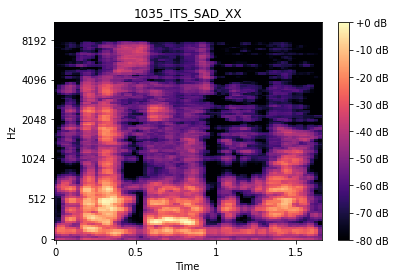 1035_ITS_SAD_XX
+0 dB
8192
-10 dB
4096
-20 dB
-30 dB
2048
-40 dB
Hz
1024
-50 dB
512
-60 dB
-70 dB
0
-80 dB
0 0.5 1 1.5
Time